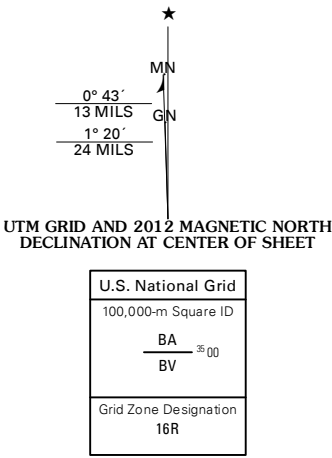 ★
MN
0° 43´
13 MILS
GN
1° 20´
24 MILS
UTM GRID AND 2012 MAGNETIC NORTH
DECLINATION AT CENTER OF SHEET
U.S. National Grid
100,000-m Square ID
BA
³⁵00
BV
Grid Zone Designation
16R